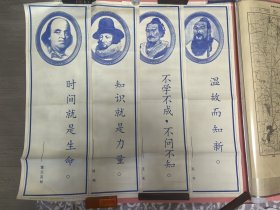 时间就是生命。
知识就是力量。
不学不成，不问不知。
温故而知新。